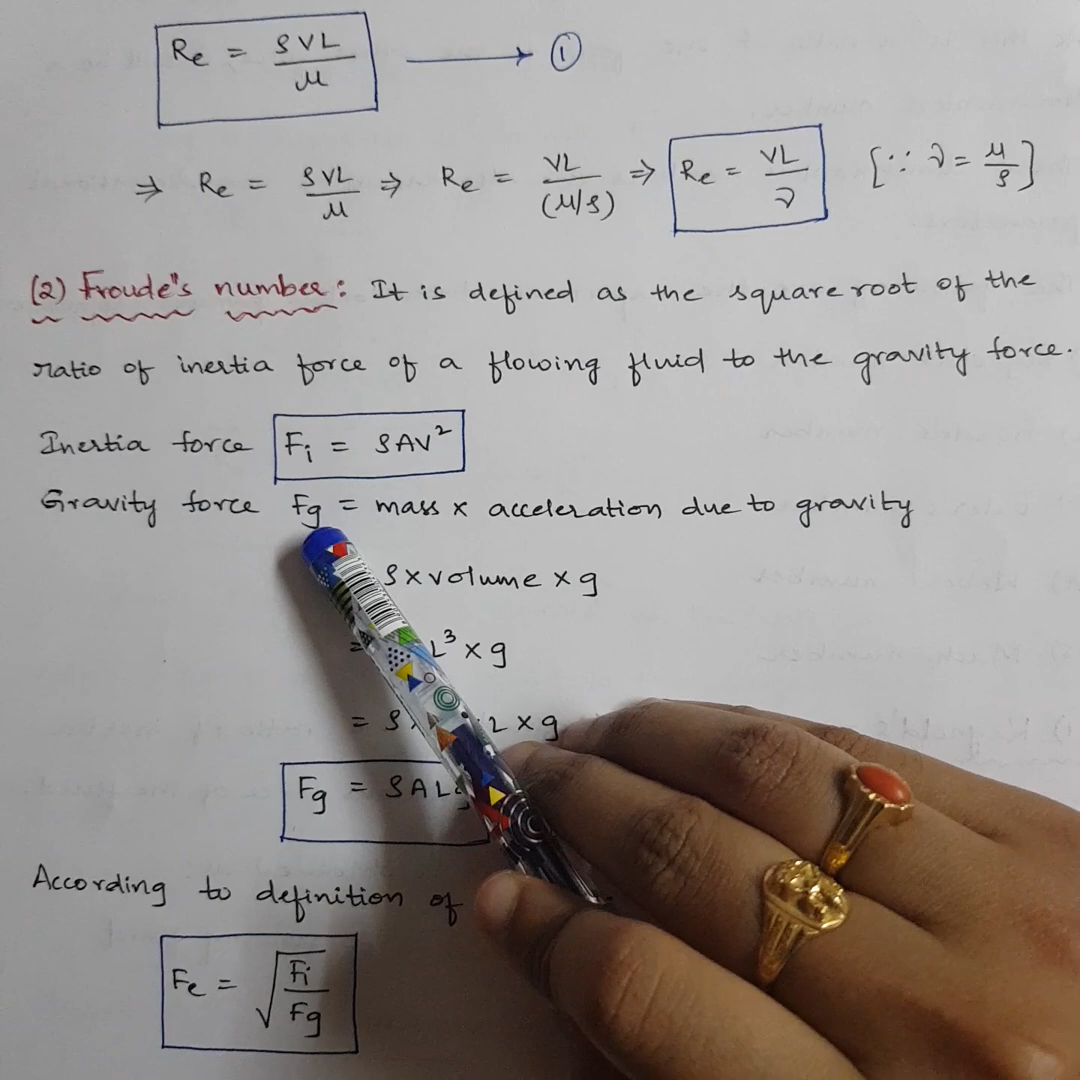 Re = ρVL/μ → ①
⇒ Re = ρVL/μ ⇒ Re = VL/(μ/ρ) ⇒ Re = VL/ν [∵ ν = μ/ρ]
(2) Froude's number: It is defined as the square root of the
ratio of inertia force of a flowing fluid to the gravity force.
Inertia force Fi = ρAV²
Gravity force Fg = mass x acceleration due to gravity
ρ x volume x g
= L³ x g
= ρ L x g
Fg = ρAL
According to definition of
Fe = √(Fi/Fg)